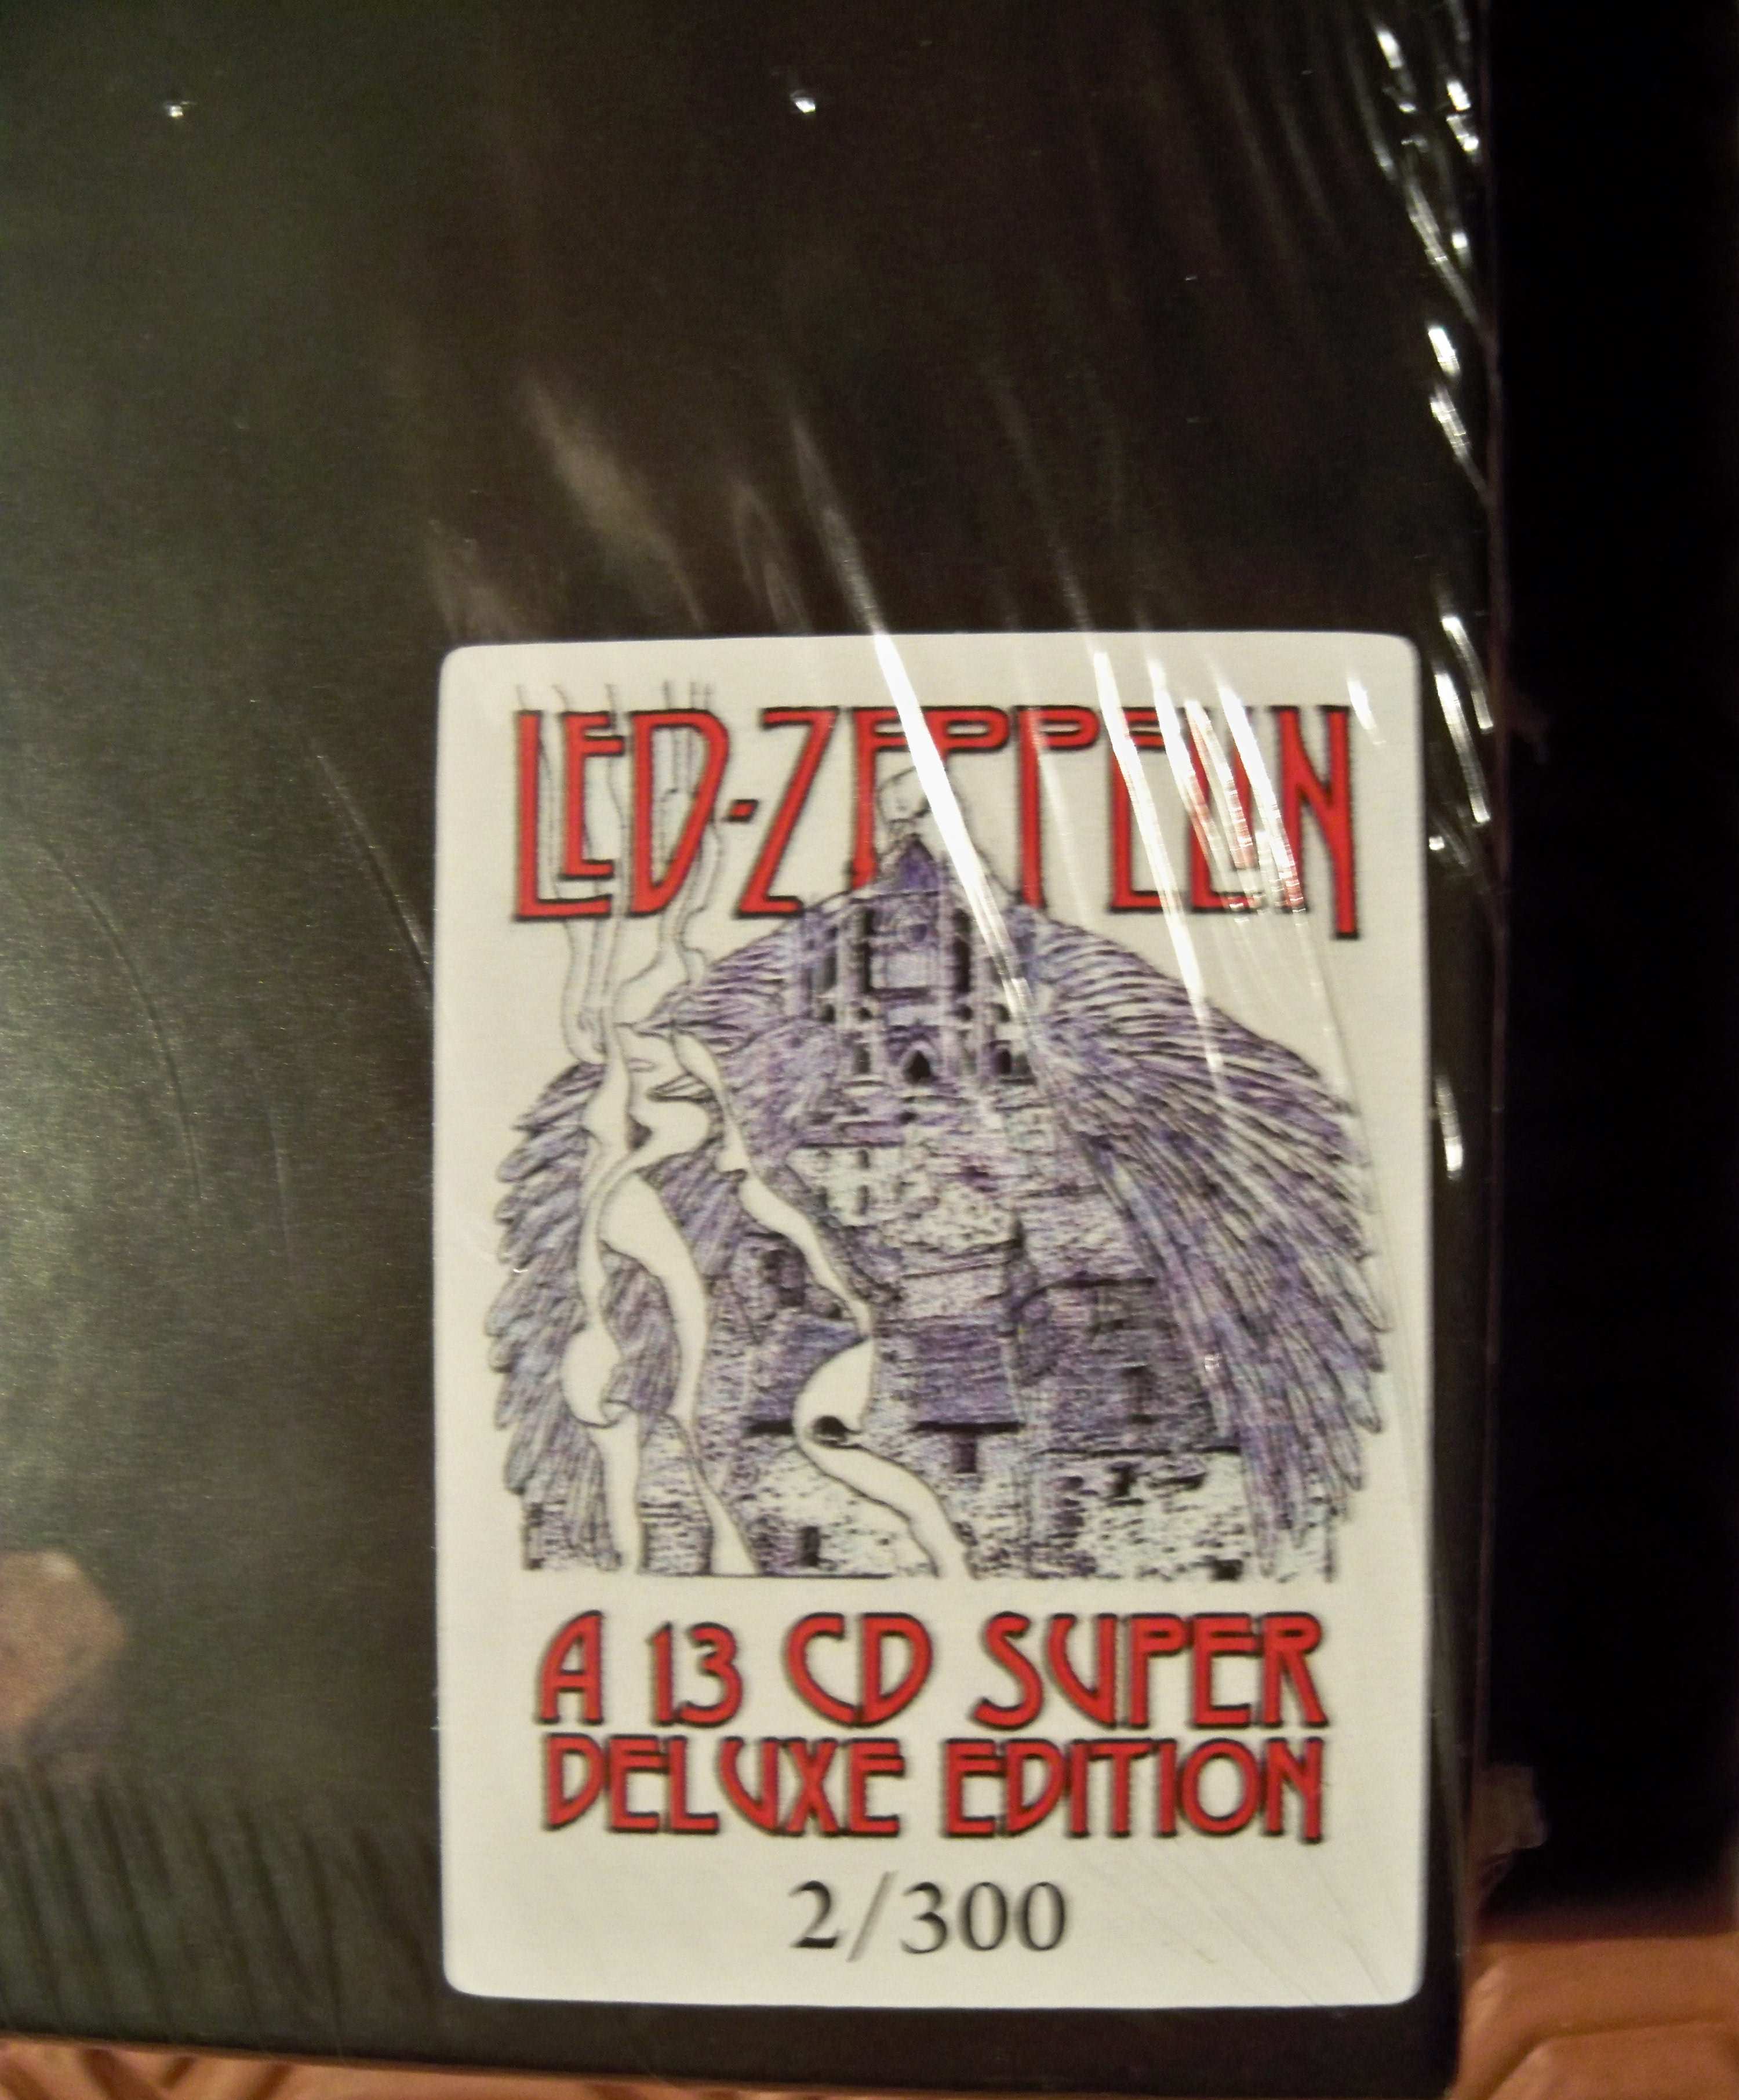 LED-ZEPPELIN
A 13 CD SUPER
DELUXE EDITION
2/300